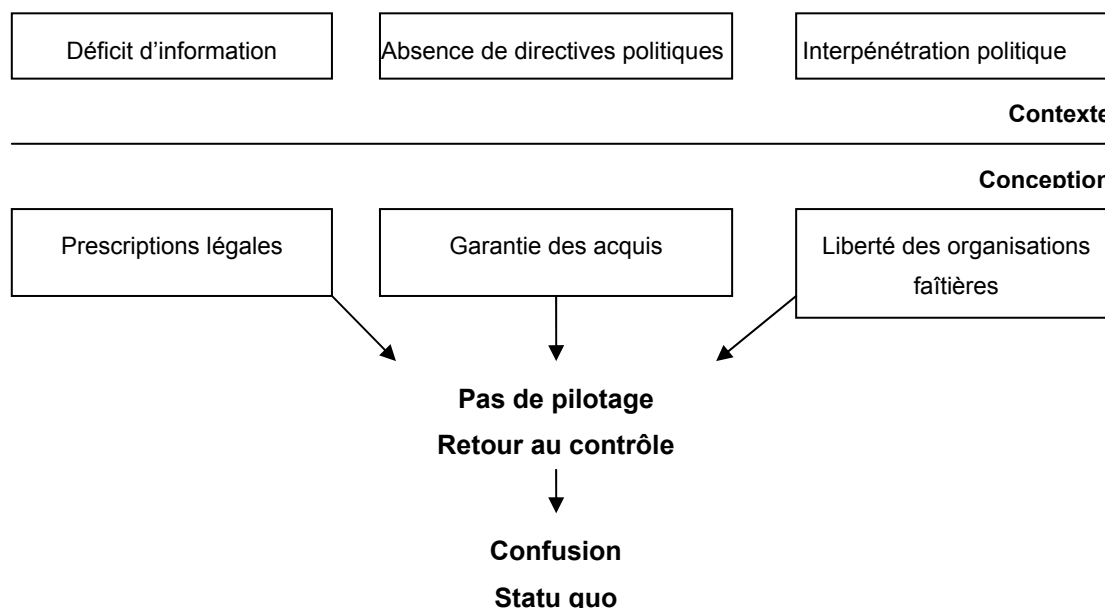 Déficit d’information
Absence de directives politiques
Interpénétration politique
Contexte
Conception
Prescriptions légales
Garantie des acquis
Liberté des organisations
faîtières
Pas de pilotage
Retour au contrôle
Confusion
Statu quo